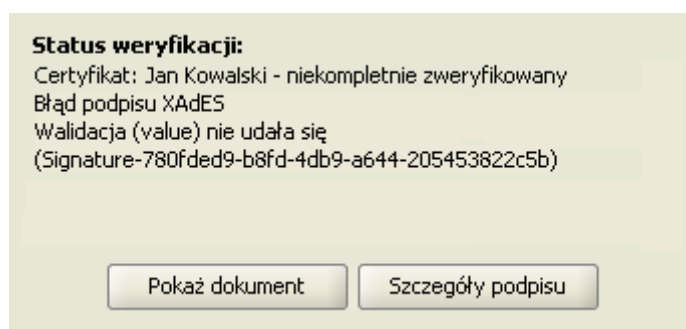 Status weryfikacji:
Certyfikat: Jan Kowalski - niekompletnie zweryfikowany
Błąd podpisu XAdES
Walidacja (value) nie udała się
(Signature-780fded9-b8fd-4db9-a644-205453822c5b)
Pokaż dokument Szczegóły podpisu